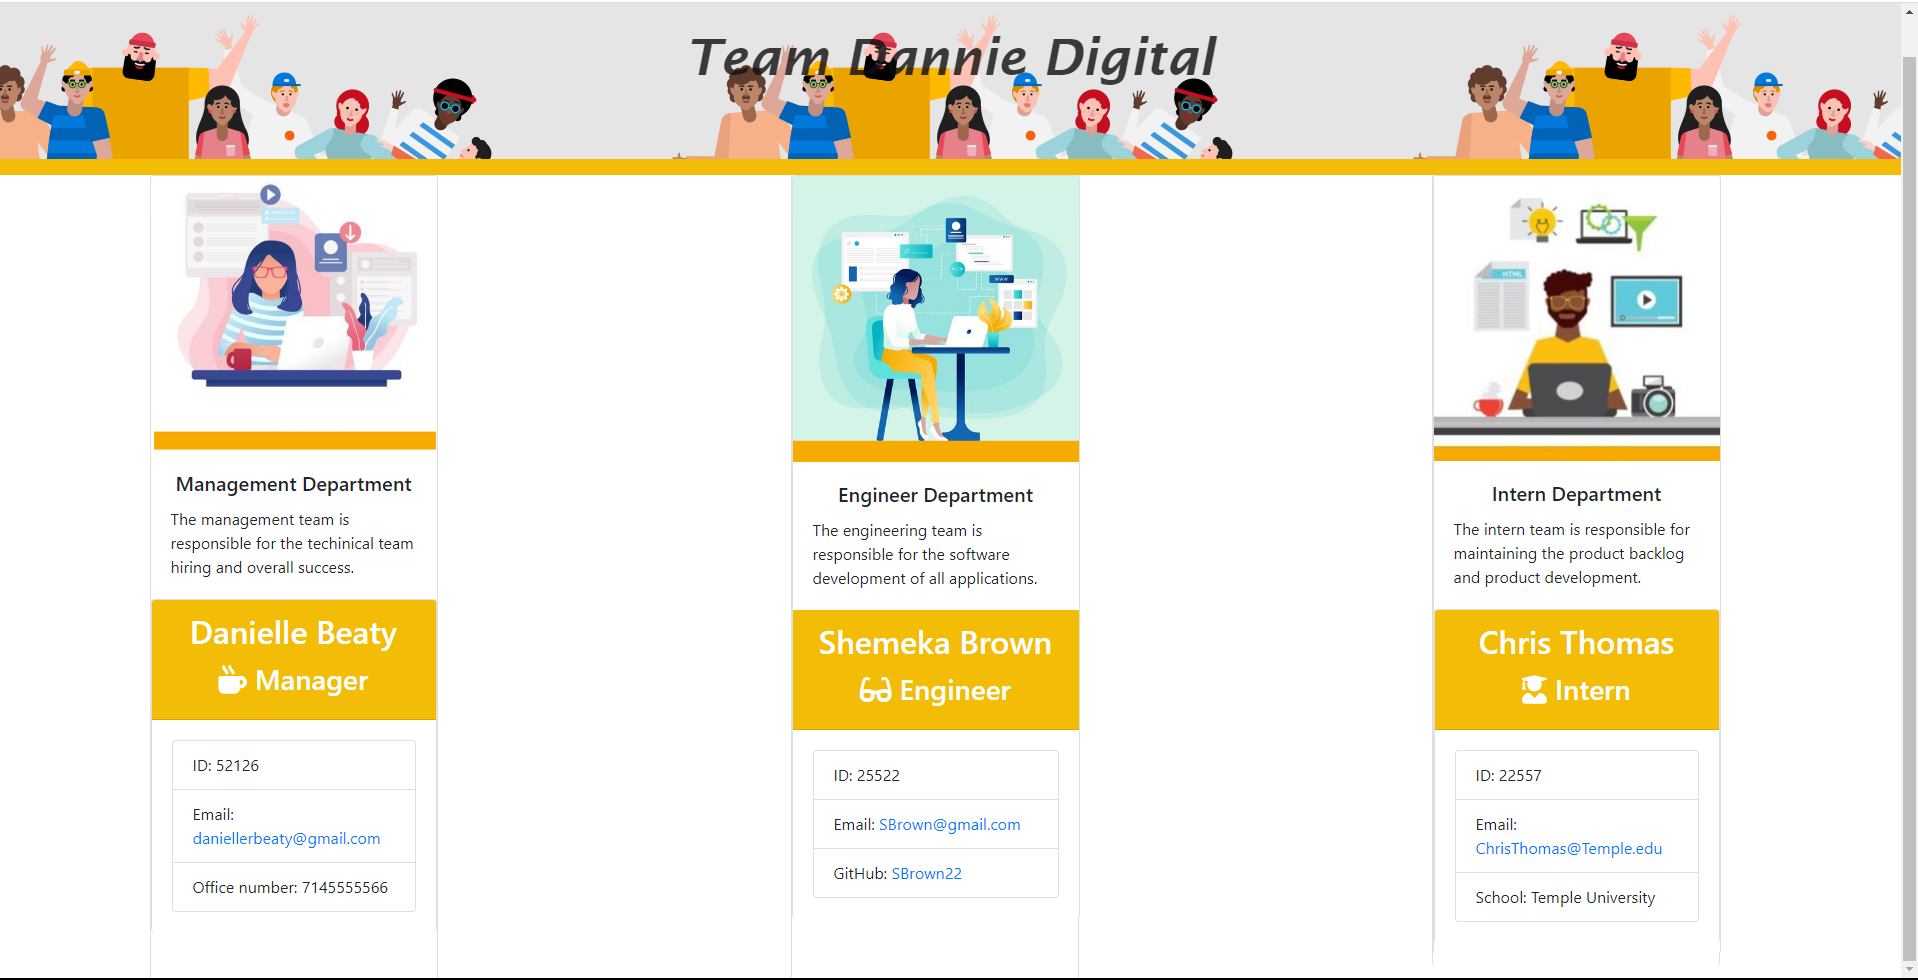 Team Dannie Digital
Management Department
The management team is
responsible for the techinical team
hiring and overall success.
Danielle Beaty
Manager
ID: 52126
Email:
daniellerbeaty@gmail.com
Office number: 7145555566
WWW
Engineer Department
The engineering team is
responsible for the software
development of all applications.
Shemeka Brown
Engineer
ID: 25522
Email: SBrown@gmail.com
GitHub: SBrown22
HTML
Intern Department
The intern team is responsible for
maintaining the product backlog
and product development.
Chris Thomas
Intern
ID: 22557
Email:
ChrisThomas@Temple.edu
School: Temple University